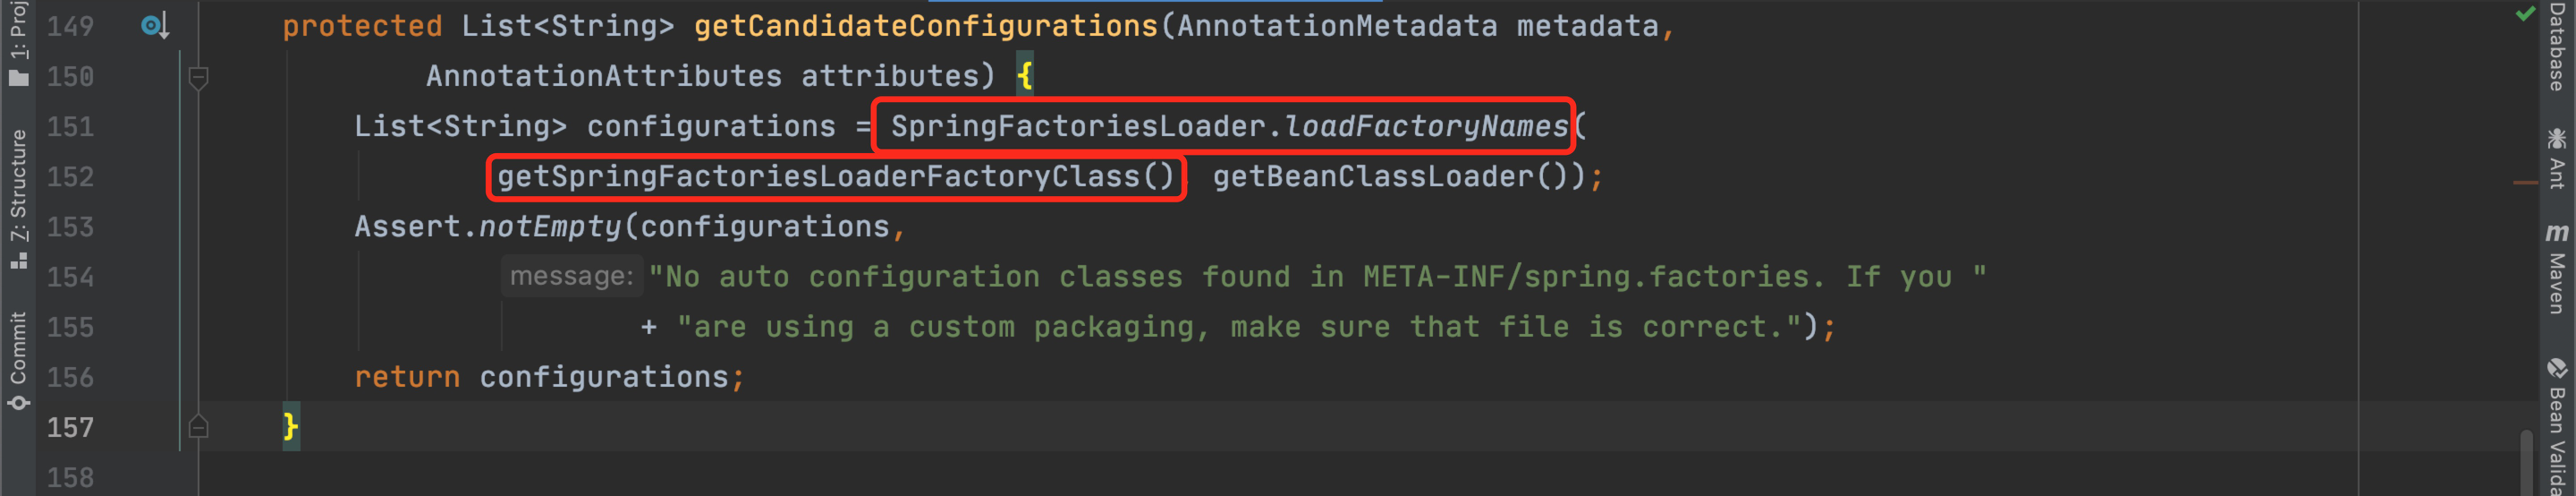 149 protected List<String> getCandidateConfigurations(AnnotationMetadata metadata,
150 AnnotationAttributes attributes) {
151 List<String> configurations = SpringFactoriesLoader.loadFactoryNames(
152 getSpringFactoriesLoaderFactoryClass() getBeanClassLoader());
153 Assert.notEmpty(configurations,
154 message: "No auto configuration classes found in META-INF/spring.factories. If you "
155 + "are using a custom packaging, make sure that file is correct.");
156 return configurations;
157 }
158
1: Proj
Z: Structure
Commit
Database
Ant
m Maven
Bean Valida